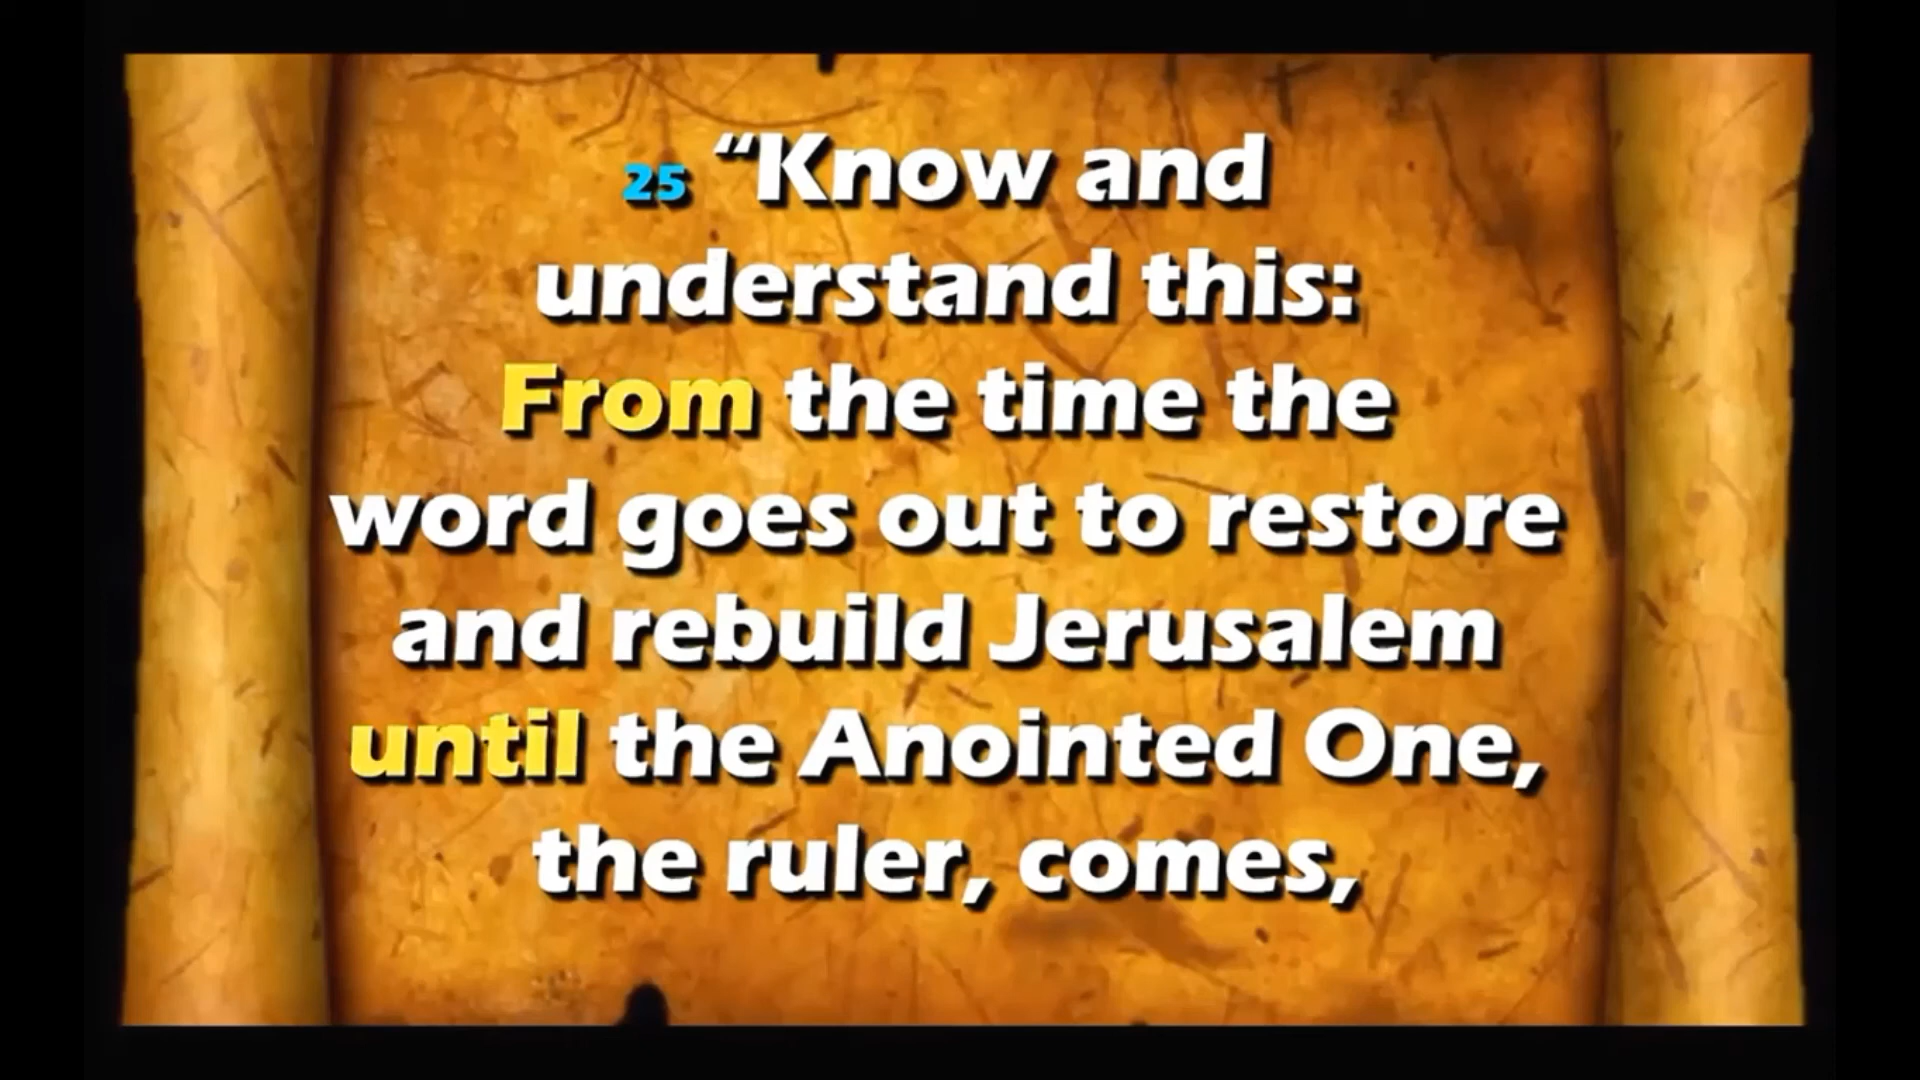 25 “Know and
understand this:
From the time the
word goes out to restore
and rebuild Jerusalem
until the Anointed One,
the ruler, comes,